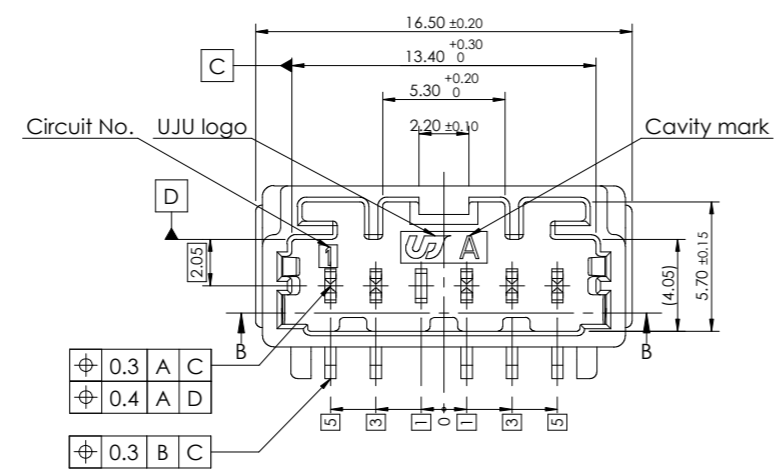 16.50 ±0.20
13.40 +0.30 0
C
5.30 +0.20 0
Circuit No.
UJU logo
2.20 ±0.10
Cavity mark
D
UJ A
1
2.05
(4.05)
5.70 ±0.15
B
B
⌖ 0.3 A C
⌖ 0.4 A D
⌖ 0.3 B C
5 3 1 0 1 3 5